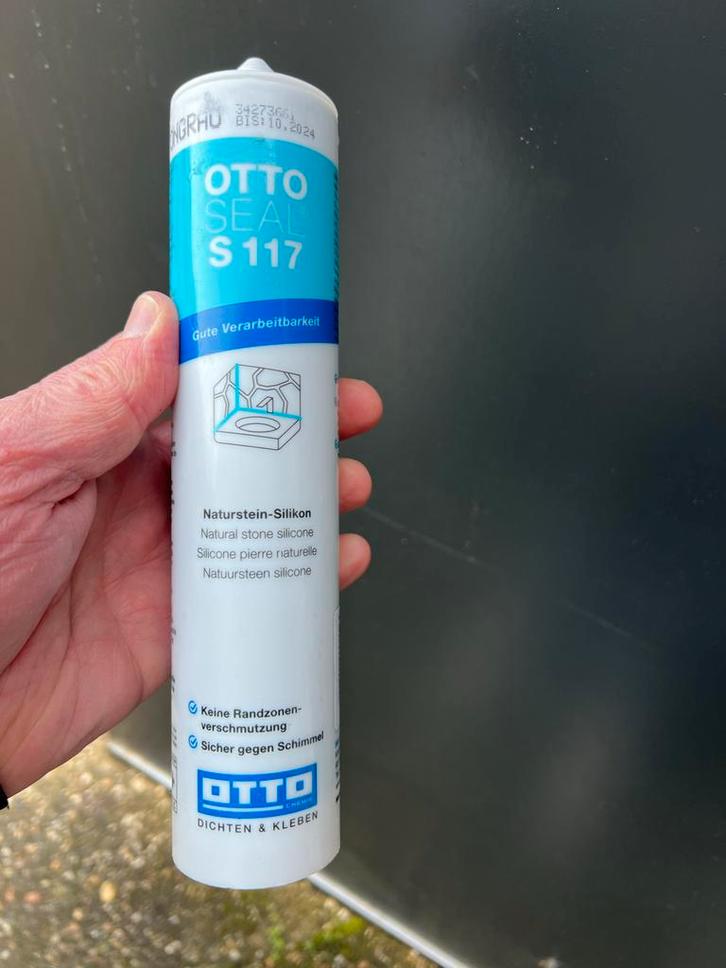 34273661
BIS:10.2024
OTTO
SEAL
S 117
Gute Verarbeitbarkeit
Naturstein-Silikon
Natural stone silicone
Silicone pierre naturelle
Natuursteen silicone
Keine Randzonen-
verschmutzung
Sicher gegen Schimmel
OTTO
CHEMIE
DICHTEN & KLEBEN